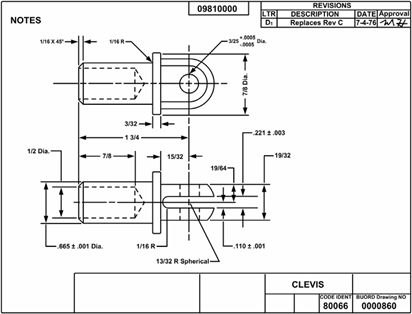 09810000
REVISIONS
LTR DESCRIPTION DATE Approval
D1 Replaces Rev C 7-4-76
NOTES
1/16 X 45°
1/16 R
3/25 +.0005 -.0005 Dia.
7/8 Dia.
3/32
1 3/4
.221 ± .003
1/2 Dia.
7/8
15/32
19/64
19/32
.665 ± .001 Dia.
1/16 R
.110 ± .001
13/32 R Spherical
CLEVIS
CODE IDENT
80066
BUORD Drawing NO
0000860